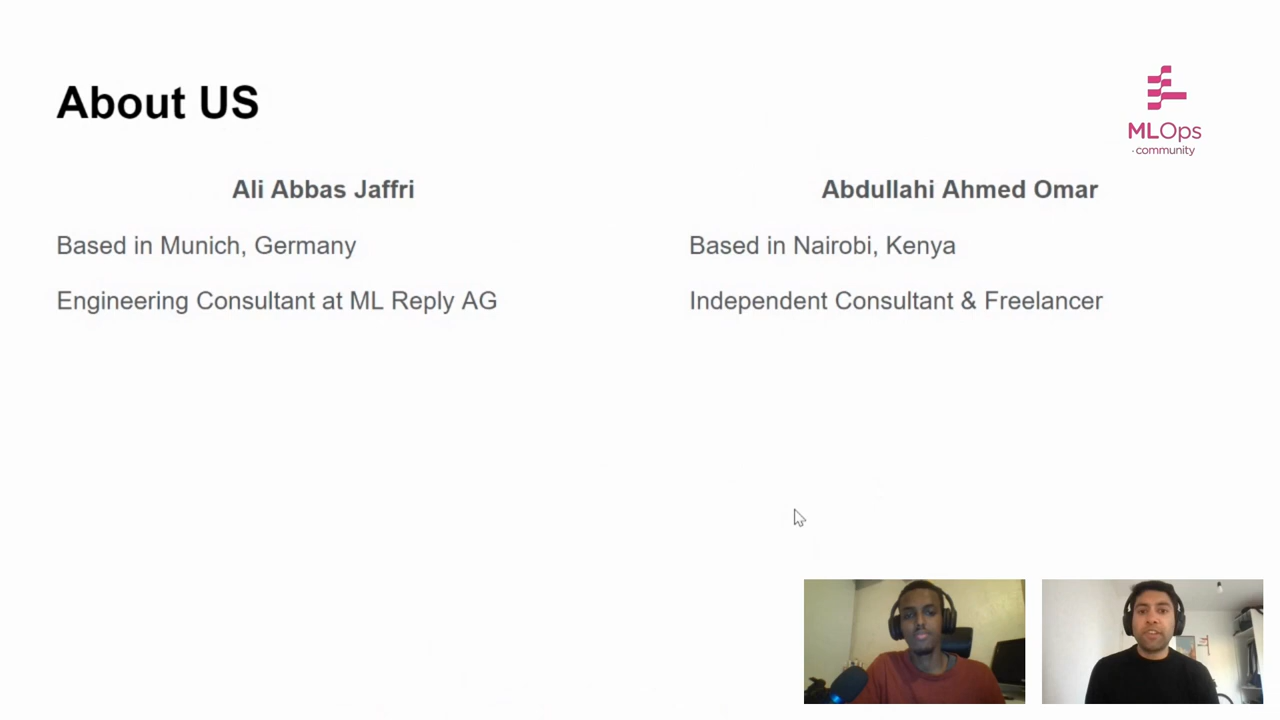 About US
MLOps
.community
Ali Abbas Jaffri
Based in Munich, Germany
Engineering Consultant at ML Reply AG
Abdullahi Ahmed Omar
Based in Nairobi, Kenya
Independent Consultant & Freelancer